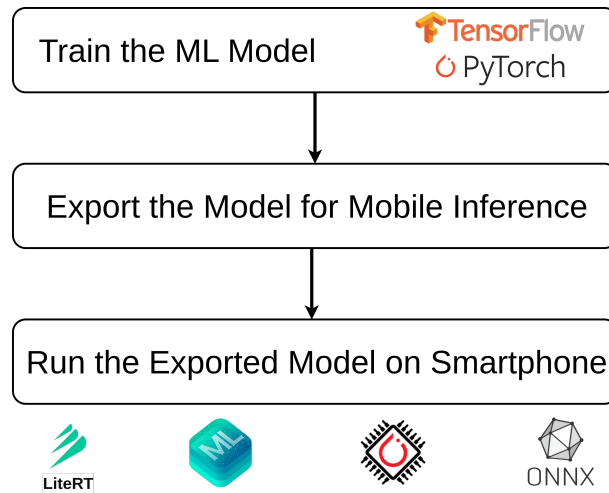 Train the ML Model
TensorFlow
PyTorch
Export the Model for Mobile Inference
Run the Exported Model on Smartphone
LiteRT
ML
ONNX